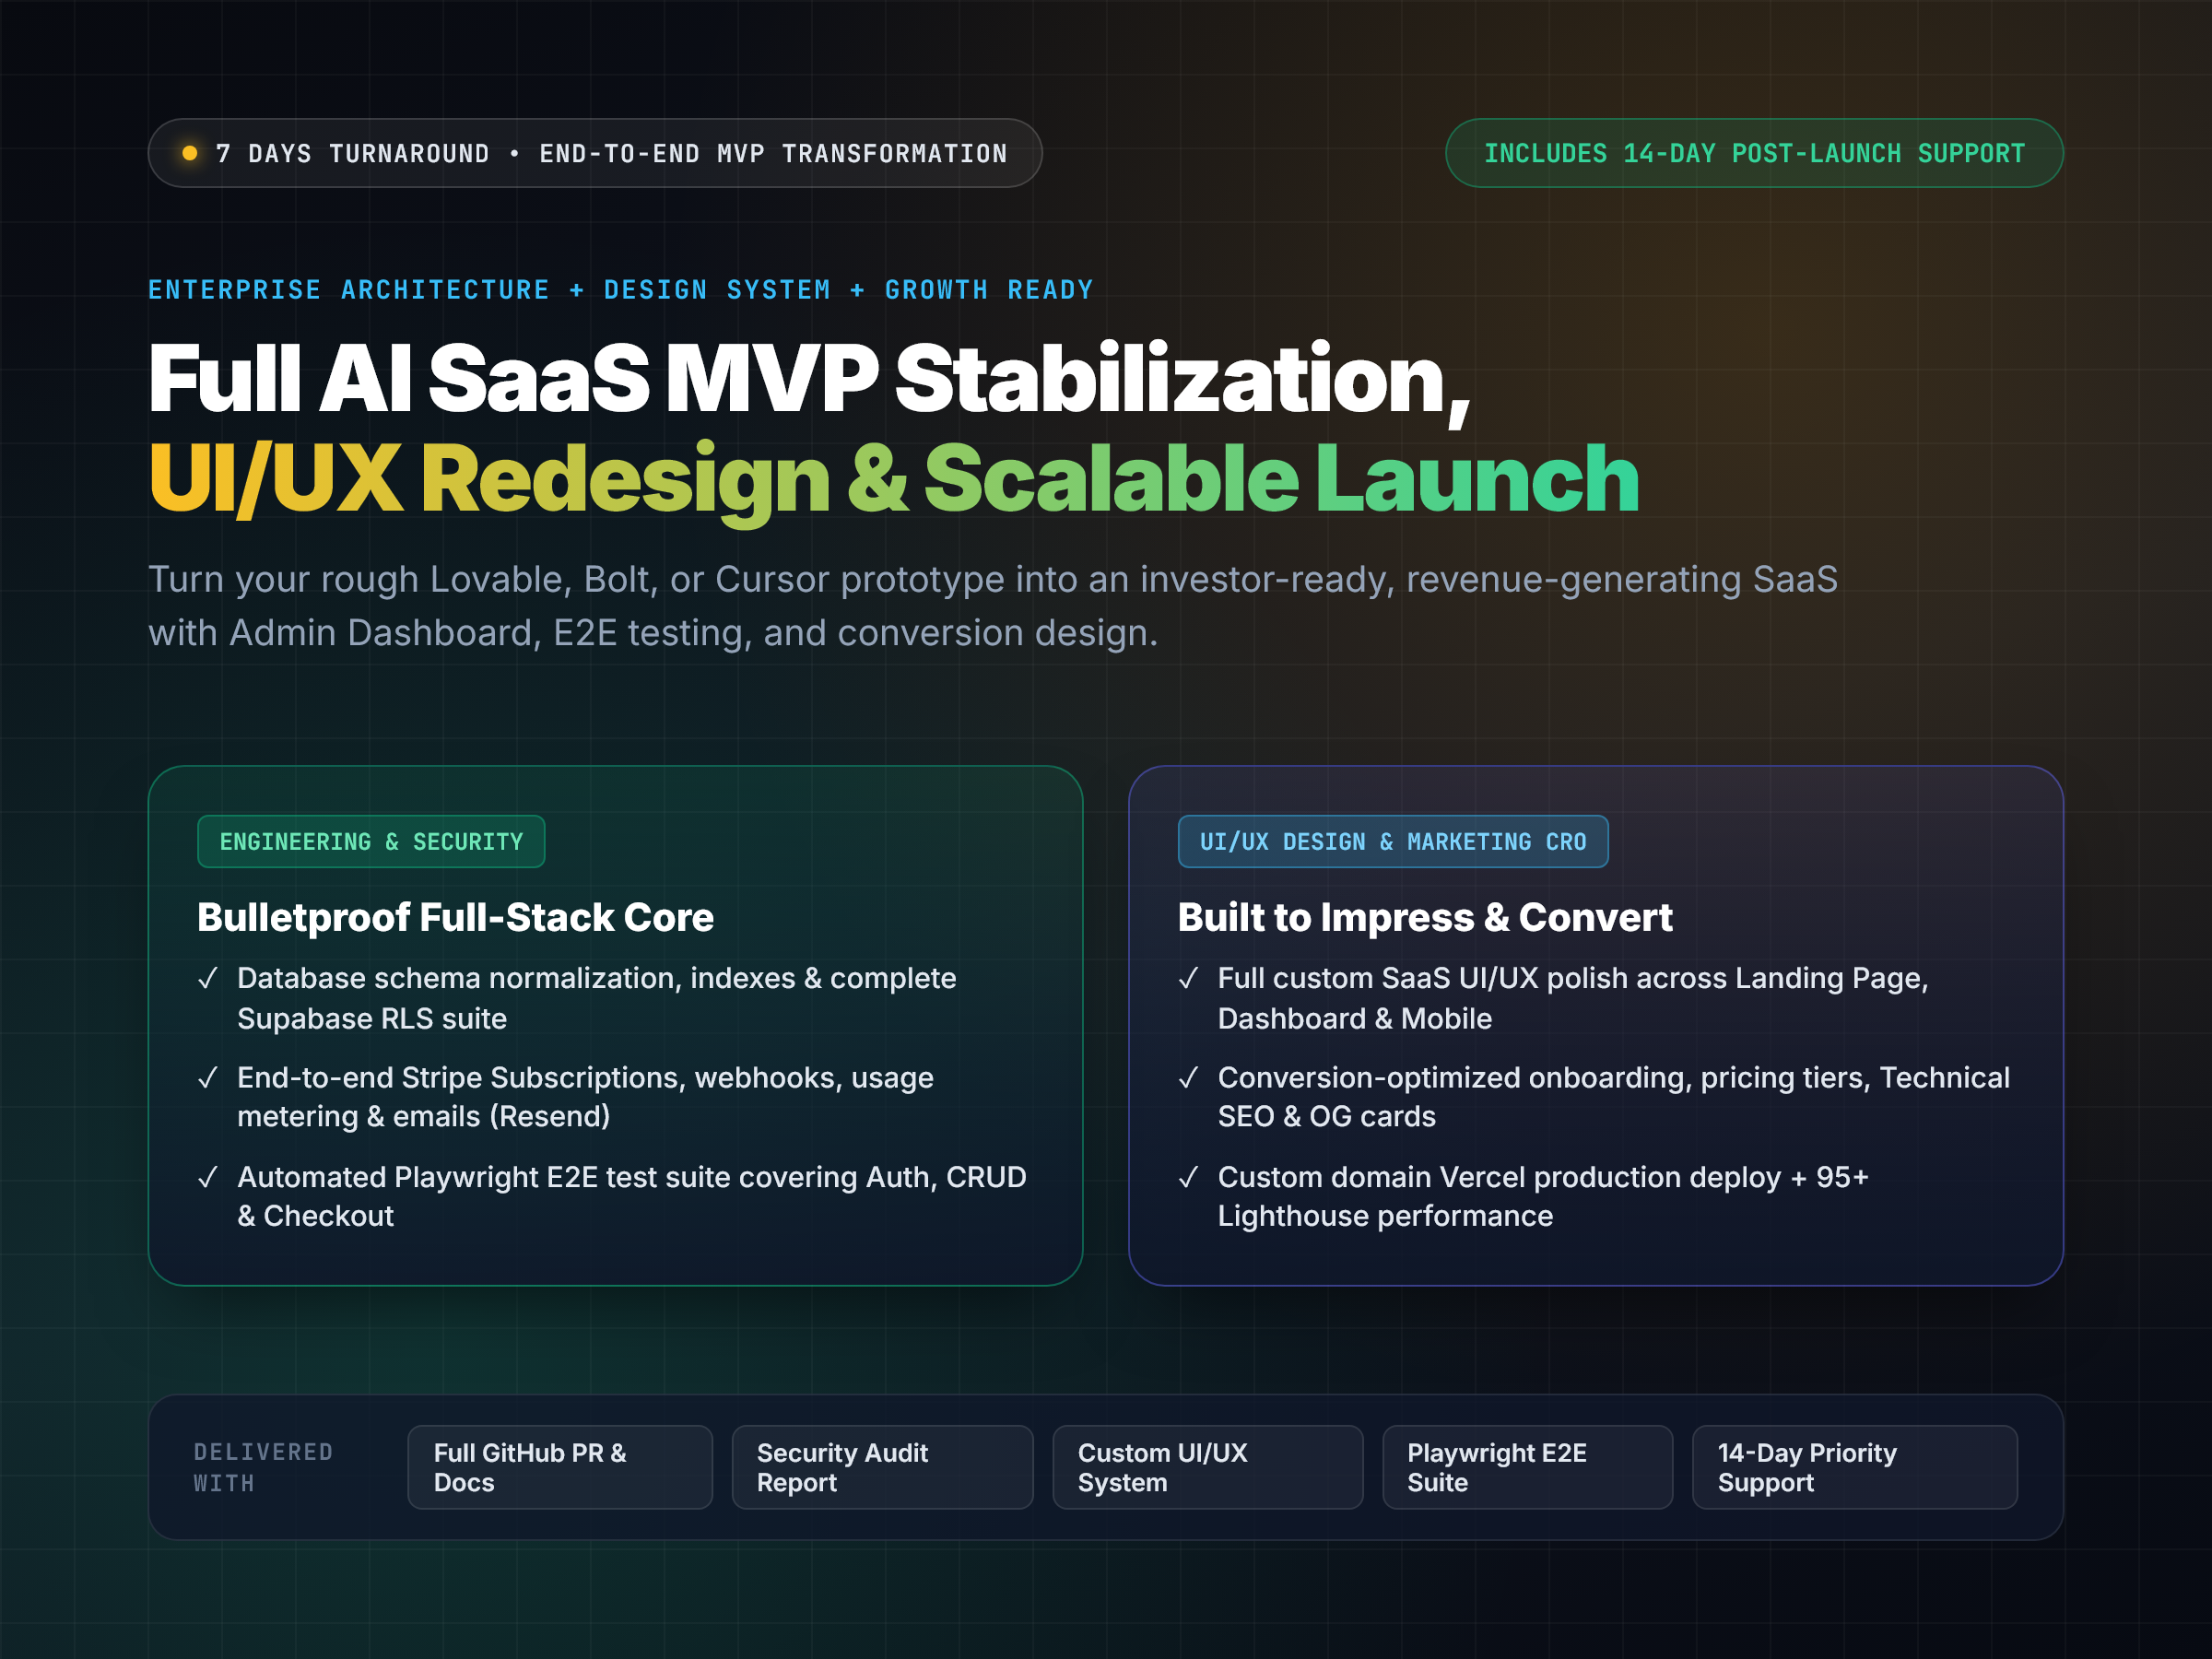 7 DAYS TURNAROUND • END-TO-END MVP TRANSFORMATION
INCLUDES 14-DAY POST-LAUNCH SUPPORT
ENTERPRISE ARCHITECTURE + DESIGN SYSTEM + GROWTH READY
Full AI SaaS MVP Stabilization,
UI/UX Redesign & Scalable Launch
Turn your rough Lovable, Bolt, or Cursor prototype into an investor-ready, revenue-generating SaaS
with Admin Dashboard, E2E testing, and conversion design.
ENGINEERING & SECURITY
Bulletproof Full-Stack Core
✓ Database schema normalization, indexes & complete
Supabase RLS suite
✓ End-to-end Stripe Subscriptions, webhooks, usage
metering & emails (Resend)
✓ Automated Playwright E2E test suite covering Auth, CRUD
& Checkout
UI/UX DESIGN & MARKETING CRO
Built to Impress & Convert
✓ Full custom SaaS UI/UX polish across Landing Page,
Dashboard & Mobile
✓ Conversion-optimized onboarding, pricing tiers, Technical
SEO & OG cards
✓ Custom domain Vercel production deploy + 95+
Lighthouse performance
DELIVERED
WITH
Full GitHub PR &
Docs
Security Audit
Report
Custom UI/UX
System
Playwright E2E
Suite
14-Day Priority
Support